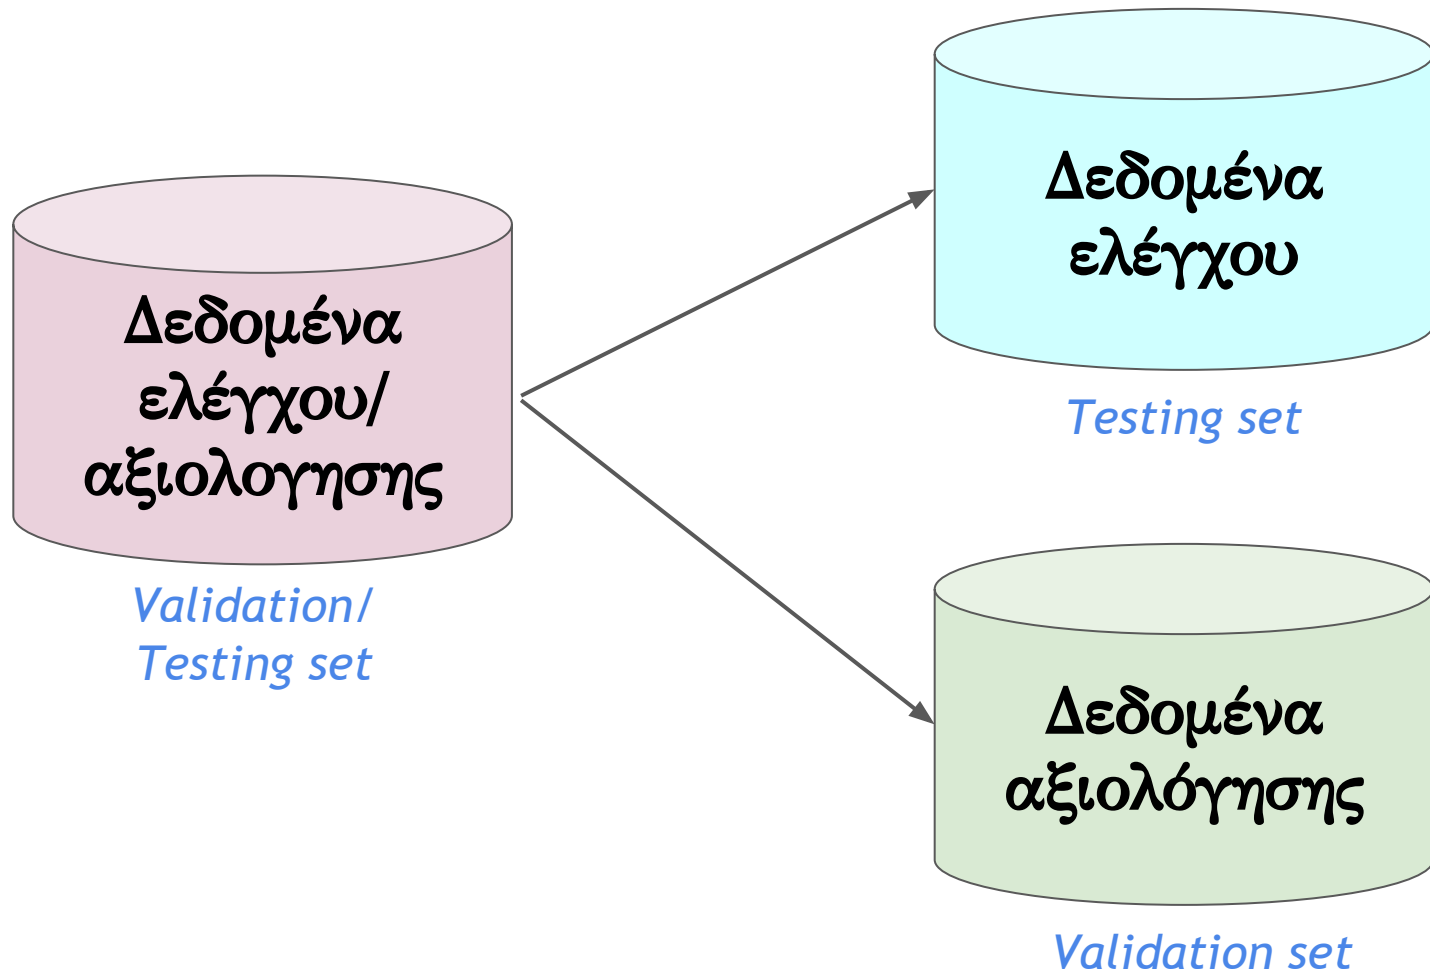 Δεδομένα
ελέγχου/
αξιολογησης
Validation/
Testing set
Δεδομένα
ελέγχου
Testing set
Δεδομένα
αξιολόγησης
Validation set